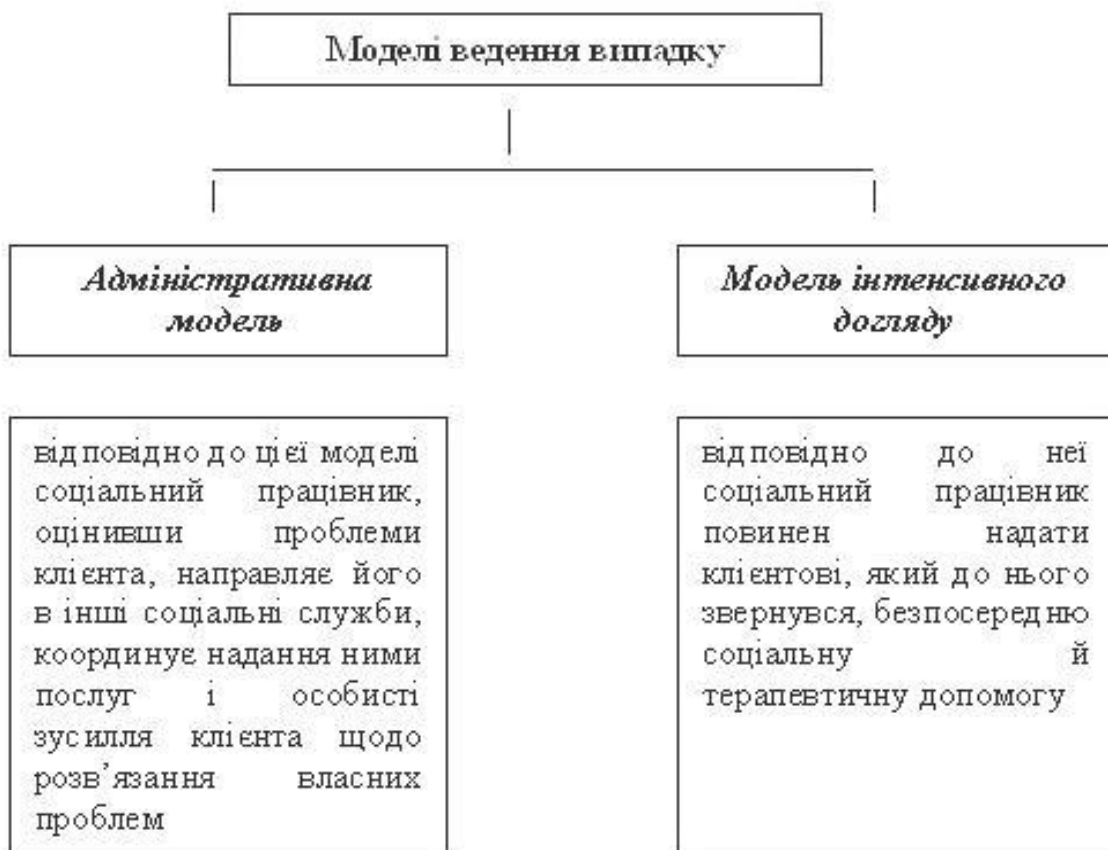 Моделі ведення випадку
Адміністративна
модель
Модель інтенсивного
догляду
відповідно до цієї моделі
соціальний працівник,
оцінивши проблеми
клієнта, направляє його
в інші соціальні служби,
координує надання ними
послуг і особисті
зусилля клієнта щодо
розв’язання власних
проблем
відповідно до неї
соціальний працівник
повинен надати
клієнтові, який до нього
звернувся, безпосередню
соціальну й
терапевтичну допомогу